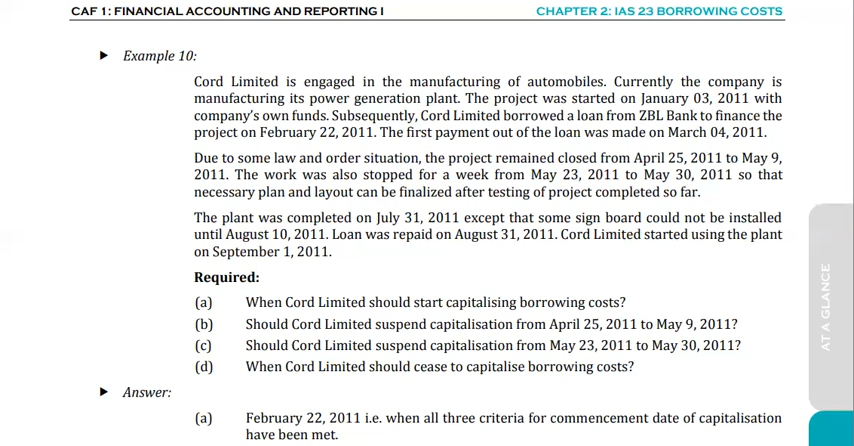 CAF 1: FINANCIAL ACCOUNTING AND REPORTING I
CHAPTER 2: IAS 23 BORROWING COSTS
▶ Example 10:
Cord Limited is engaged in the manufacturing of automobiles. Currently the company is
manufacturing its power generation plant. The project was started on January 03, 2011 with
company's own funds. Subsequently, Cord Limited borrowed a loan from ZBL Bank to finance the
project on February 22, 2011. The first payment out of the loan was made on March 04, 2011.
Due to some law and order situation, the project remained closed from April 25, 2011 to May 9,
2011. The work was also stopped for a week from May 23, 2011 to May 30, 2011 so that
necessary plan and layout can be finalized after testing of project completed so far.
The plant was completed on July 31, 2011 except that some sign board could not be installed
until August 10, 2011. Loan was repaid on August 31, 2011. Cord Limited started using the plant
on September 1, 2011.
Required:
(a) When Cord Limited should start capitalising borrowing costs?
(b) Should Cord Limited suspend capitalisation from April 25, 2011 to May 9, 2011?
(c) Should Cord Limited suspend capitalisation from May 23, 2011 to May 30, 2011?
(d) When Cord Limited should cease to capitalise borrowing costs?
▶ Answer:
(a) February 22, 2011 i.e. when all three criteria for commencement date of capitalisation
have been met.
AT A GLANCE